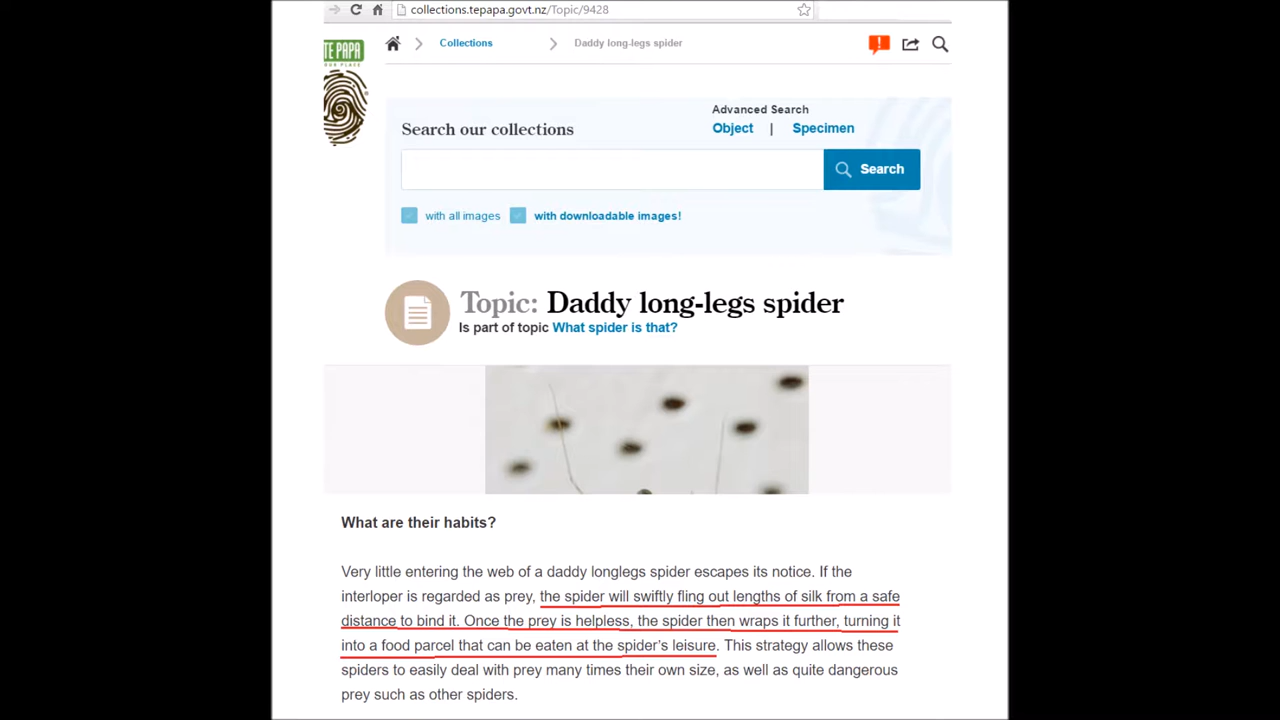 collections.tepapa.govt.nz/Topic/9428
TE PAPA
OUR PLACE
Collections
Daddy long-legs spider
Advanced Search
Search our collections
Object | Specimen
Search
with all images
with downloadable images!
Topic: Daddy long-legs spider
Is part of topic What spider is that?
What are their habits?
Very little entering the web of a daddy longlegs spider escapes its notice. If the
interloper is regarded as prey, the spider will swiftly fling out lengths of silk from a safe
distance to bind it. Once the prey is helpless, the spider then wraps it further, turning it
into a food parcel that can be eaten at the spider's leisure. This strategy allows these
spiders to easily deal with prey many times their own size, as well as quite dangerous
prey such as other spiders.